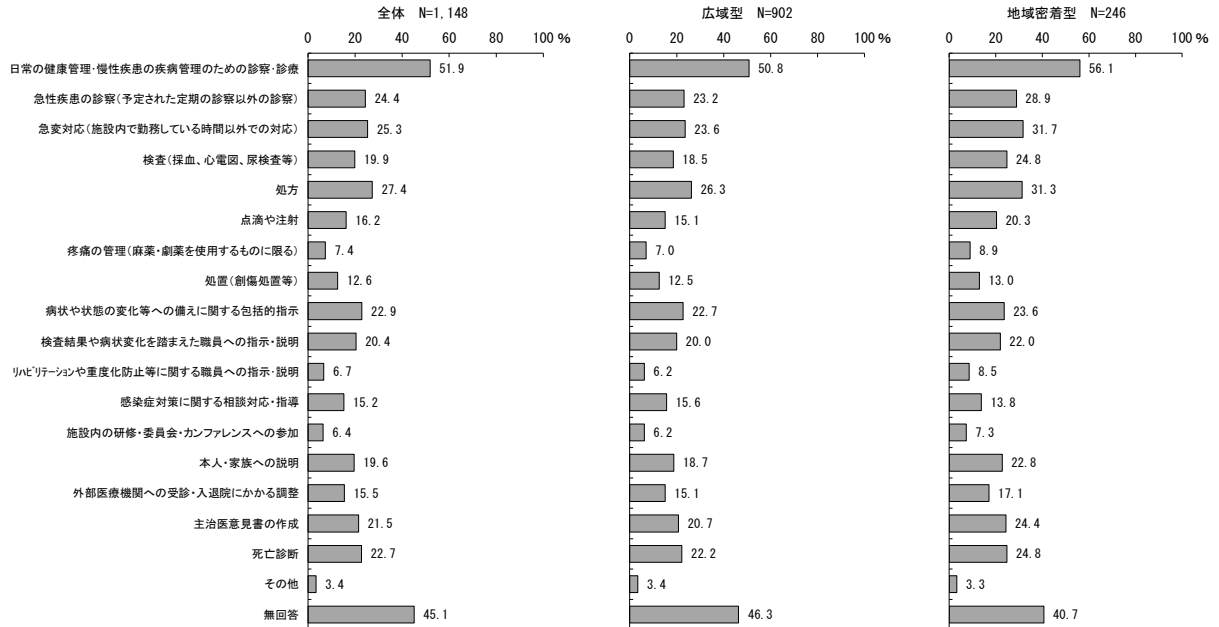 全体 N=1,148 広域型 N=902 地域密着型 N=246
0 20 40 60 80 100 % 0 20 40 60 80 100 % 0 20 40 60 80 100 %
日常の健康管理・慢性疾患の疾病管理のための診察・診療 51.9 50.8 56.1
急性疾患の診察(予定された定期の診察以外の診察) 24.4 23.2 28.9
急変対応(施設内で勤務している時間以外での対応) 25.3 23.6 31.7
検査(採血、心電図、尿検査等) 19.9 18.5 24.8
処方 27.4 26.3 31.3
点滴や注射 16.2 15.1 20.3
疼痛の管理(麻薬・劇薬を使用するものに限る) 7.4 7.0 8.9
処置(創傷処置等) 12.6 12.5 13.0
病状や状態の変化等への備えに関する包括的指示 22.9 22.7 23.6
検査結果や病状変化を踏まえた職員への指示・説明 20.4 20.0 22.0
ﾘﾊﾋﾞﾘﾃｰｼｮﾝや重度化防止等に関する職員への指示・説明 6.7 6.2 8.5
感染症対策に関する相談対応・指導 15.2 15.6 13.8
施設内の研修・委員会・カンファレンスへの参加 6.4 6.2 7.3
本人・家族への説明 19.6 18.7 22.8
外部医療機関への受診・入退院にかかる調整 15.5 15.1 17.1
主治医意見書の作成 21.5 20.7 24.4
死亡診断 22.7 22.2 24.8
その他 3.4 3.4 3.3
無回答 45.1 46.3 40.7